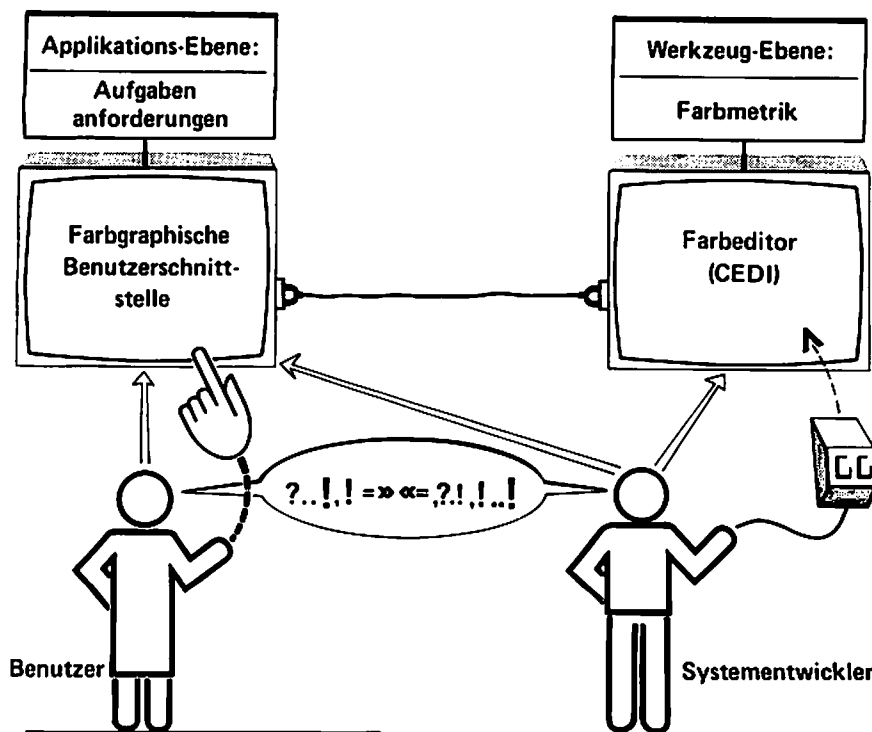 Applikations-Ebene:
Aufgaben
anforderungen
Werkzeug-Ebene:
Farbmetrik
Farbgraphische
Benutzerschnitt-
stelle
Farbeditor
(CEDI)
?..!,! =» «= ,?.!,!..!
Benutzer
Systementwickler